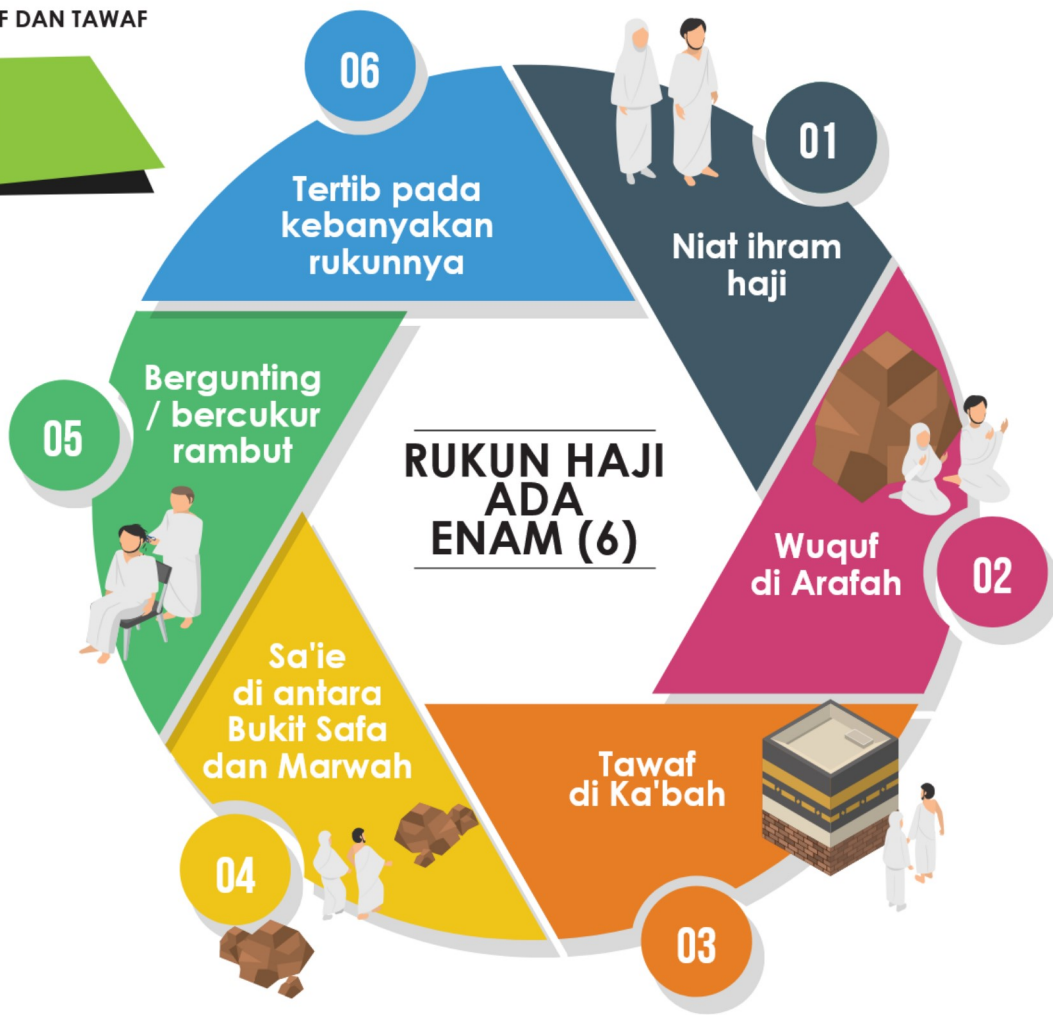 F DAN TAWAF
RUKUN HAJI
ADA
ENAM (6)
01
Niat ihram
haji
02
Wuquf
di Arafah
03
Tawaf
di Ka'bah
04
Sa'ie
di antara
Bukit Safa
dan Marwah
05
Bergunting
/ bercukur
rambut
06
Tertib pada
kebanyakan
rukunnya